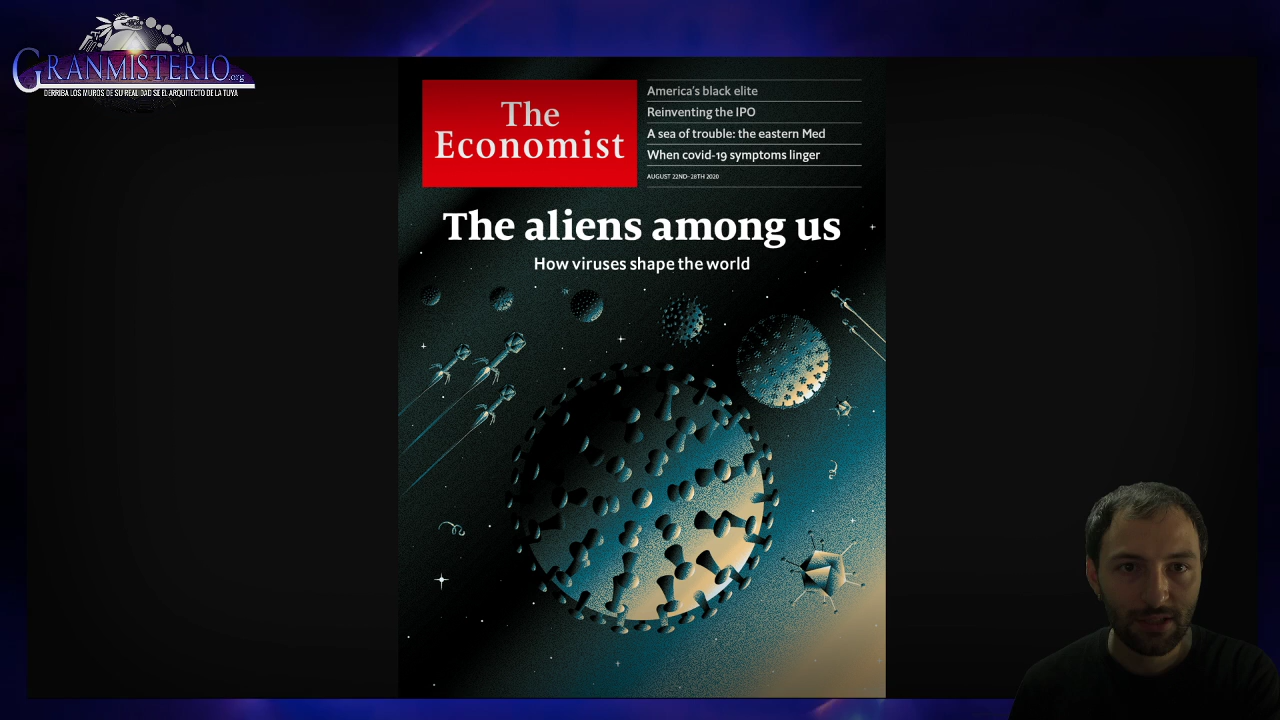 GRANMISTERIO.org
DERRIBA LOS MUROS DE SU REALIDAD SE EL ARQUITECTO DE LA TUYA
The
Economist
America's black elite
Reinventing the IPO
A sea of trouble: the eastern Med
When covid-19 symptoms linger
AUGUST 22ND–28TH 2020
The aliens among us
How viruses shape the world